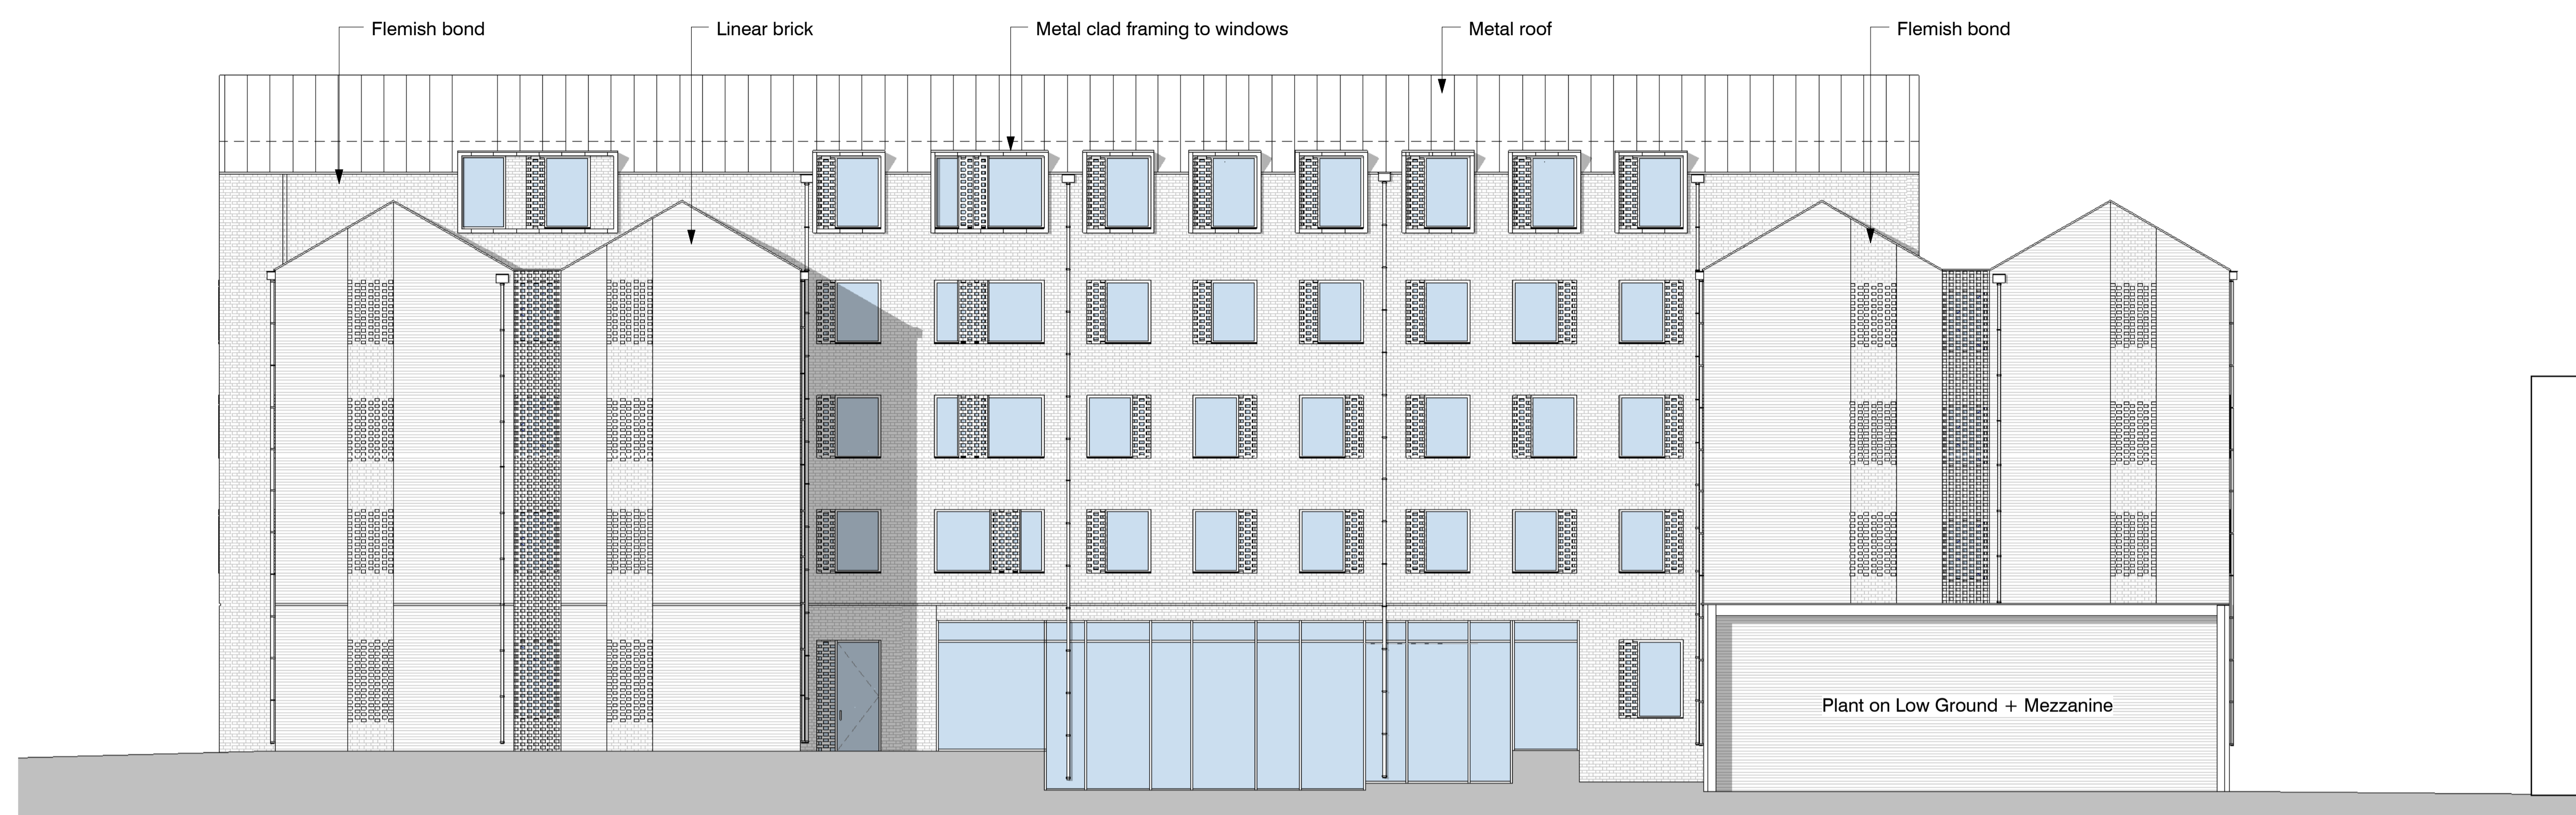 Flemish bond
Linear brick
Metal clad framing to windows
Metal roof
Flemish bond
Plant on Low Ground + Mezzanine